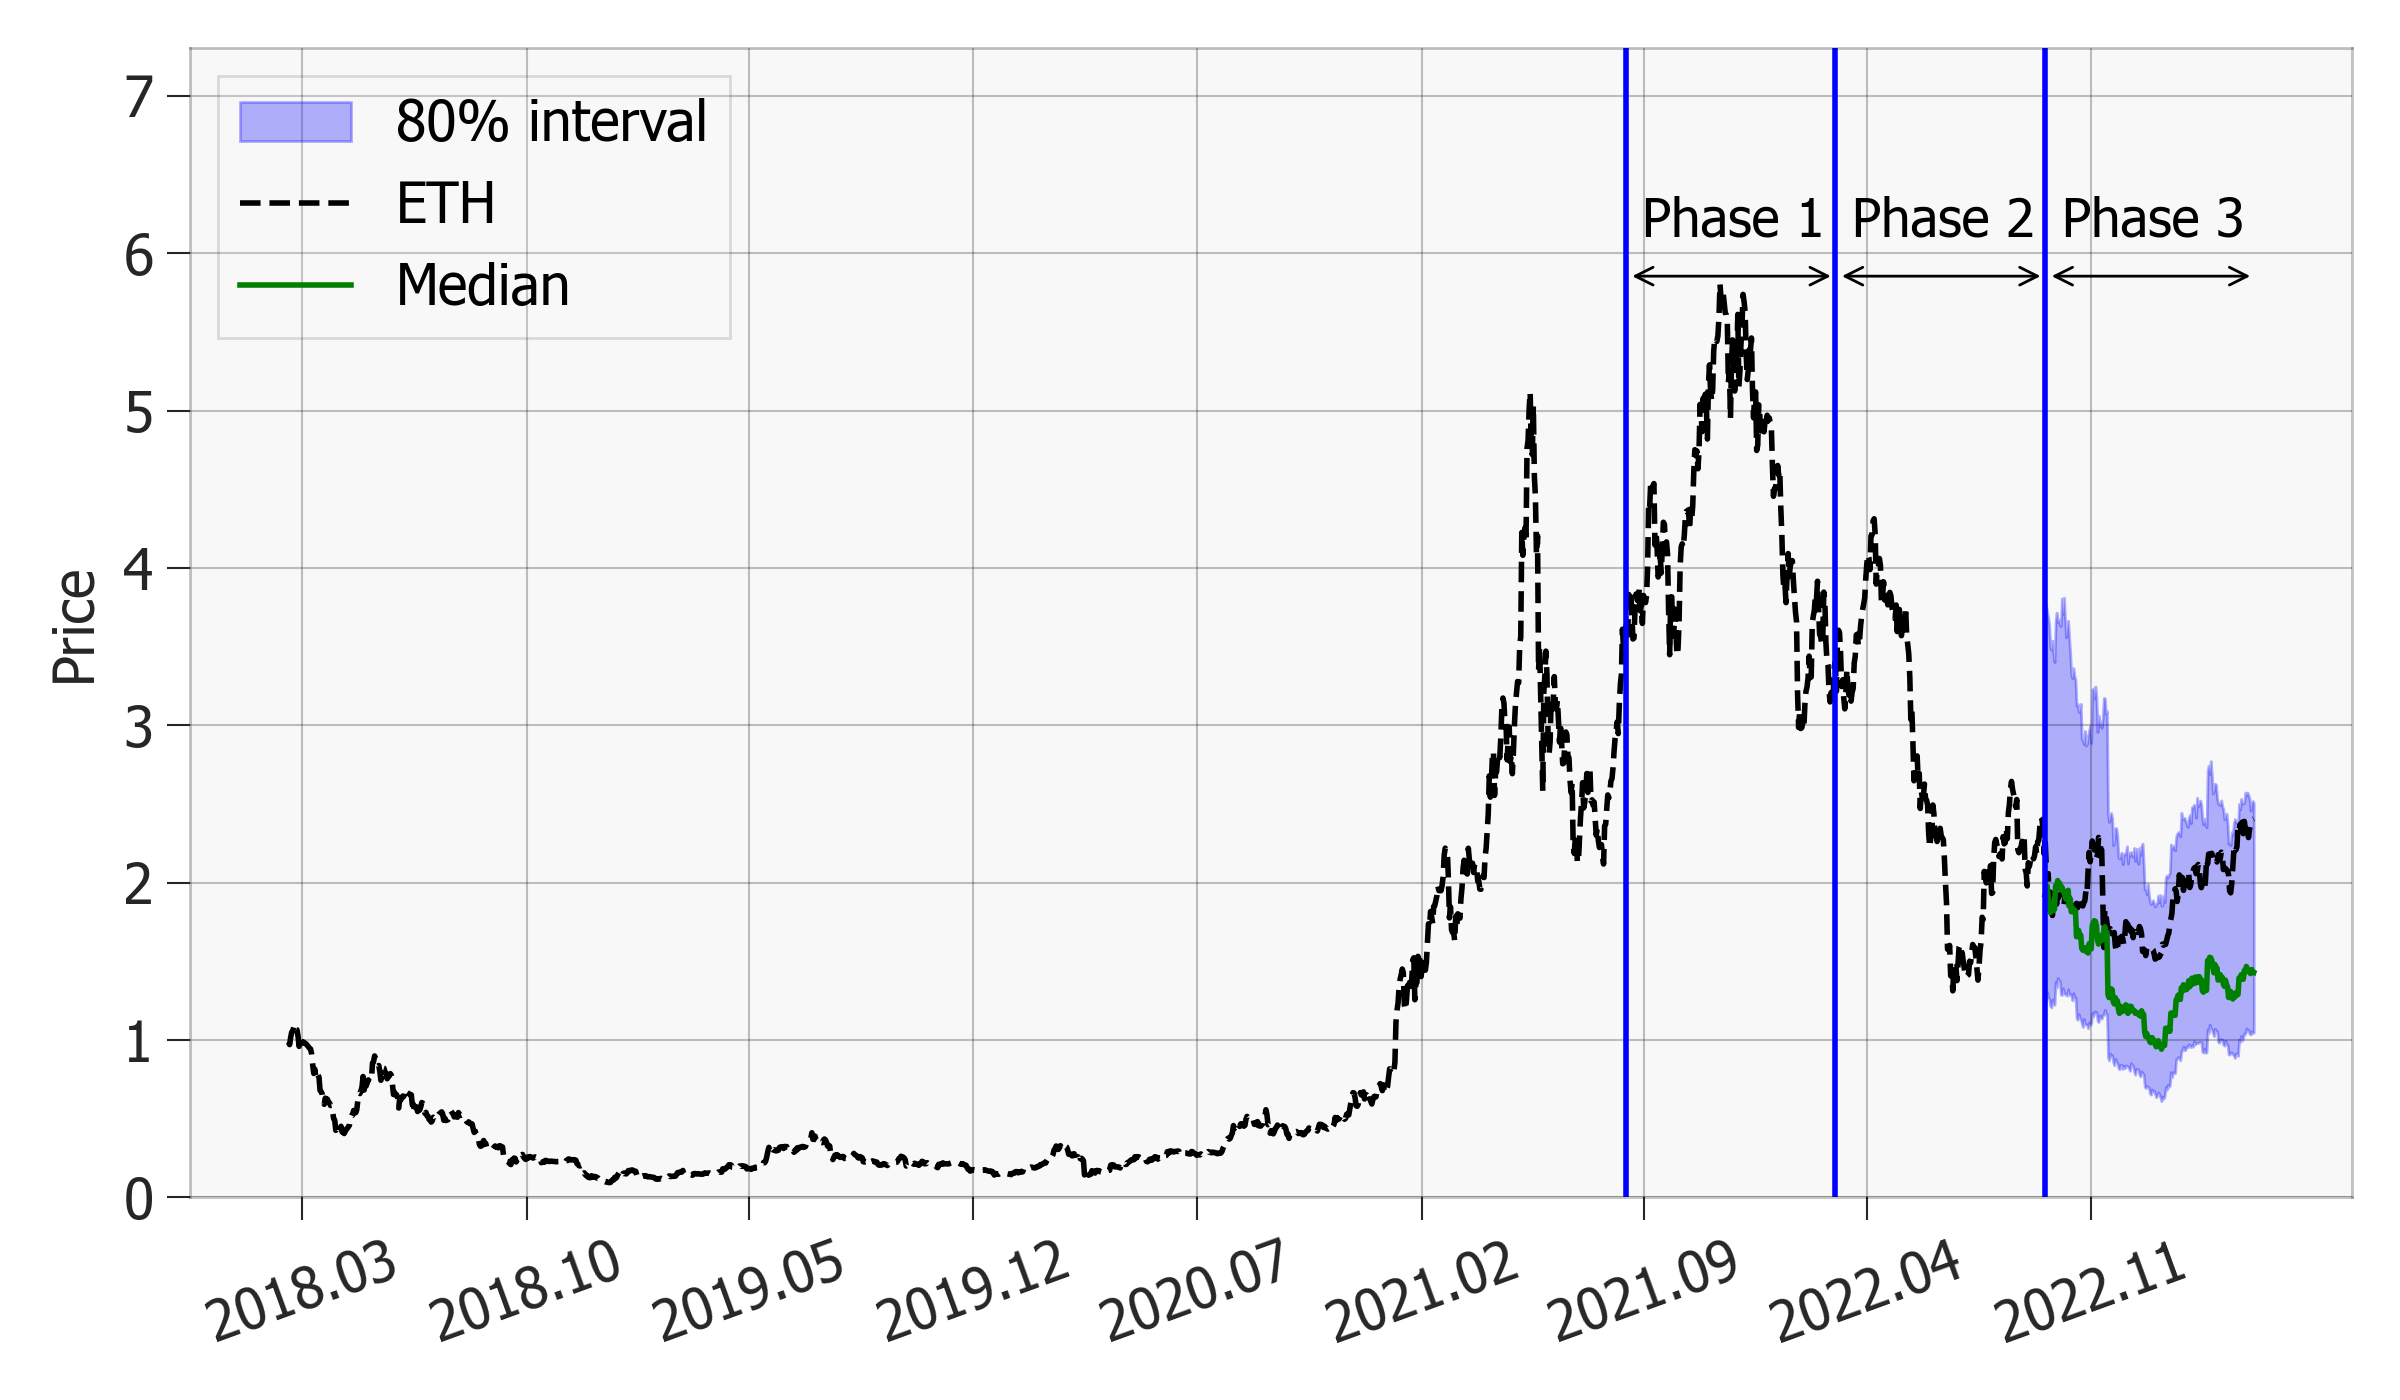 80% interval
ETH
Median
Phase 1
Phase 2
Phase 3
Price
7
6
5
4
3
2
1
0
2018.03
2018.10
2019.05
2019.12
2020.07
2021.02
2021.09
2022.04
2022.11